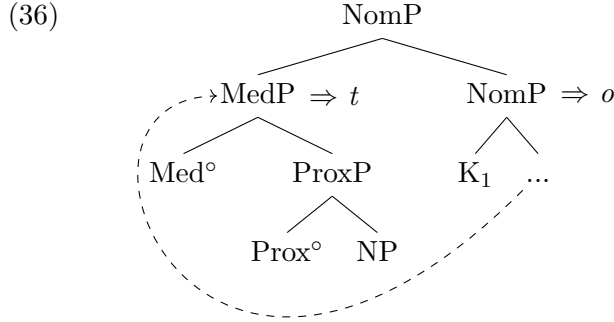 (36) NomP
MedP ⇒ t NomP ⇒ o
Med° ProxP K₁ ...
Prox° NP